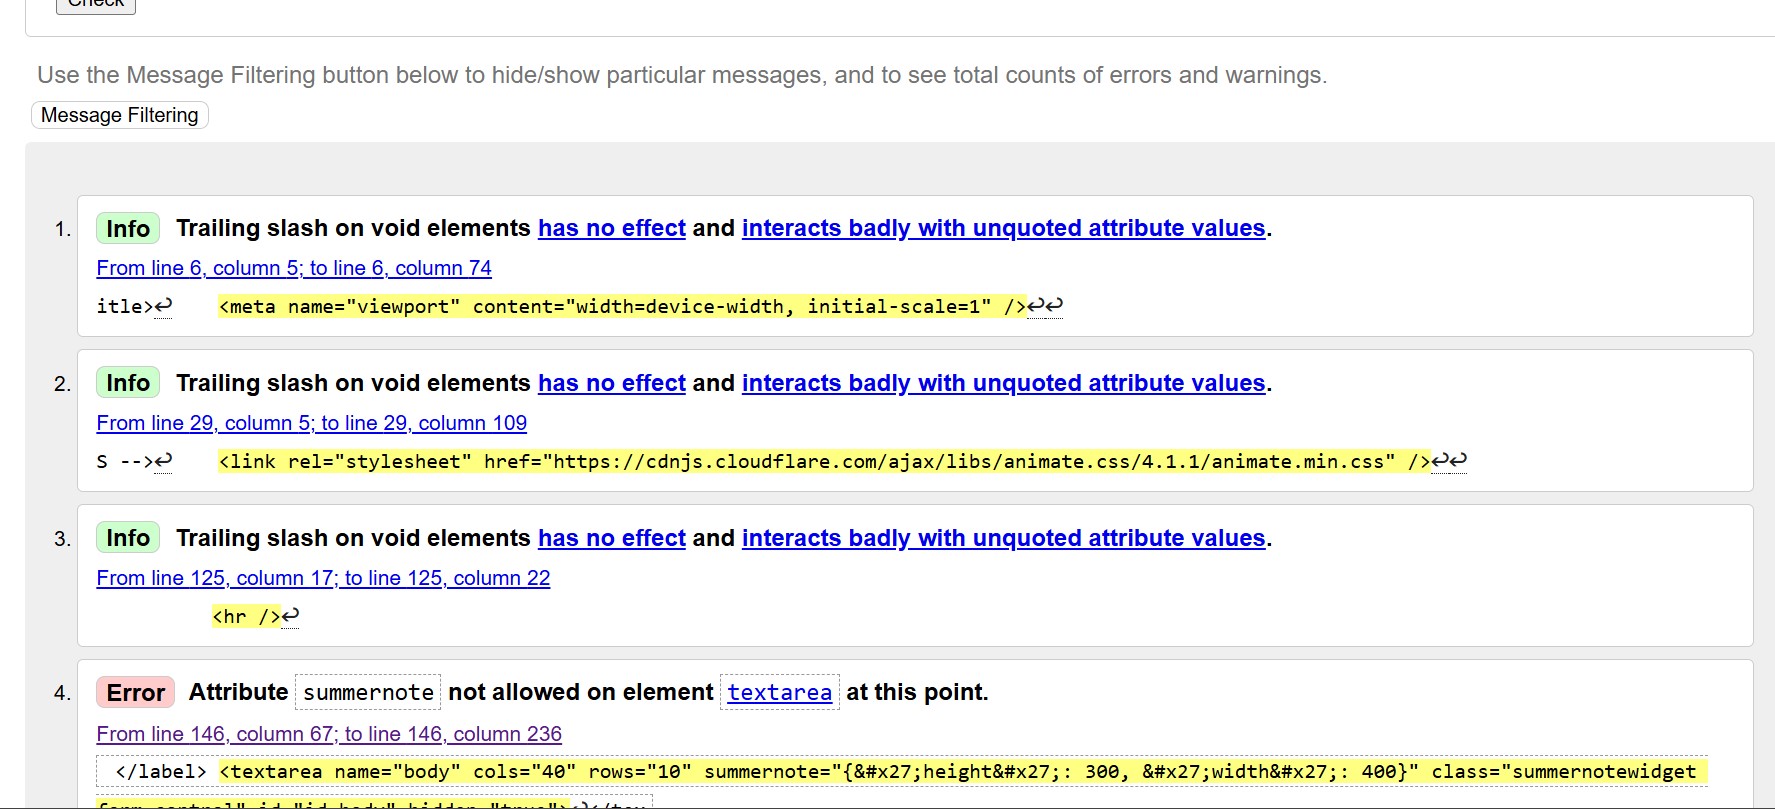 Check
Use the Message Filtering button below to hide/show particular messages, and to see total counts of errors and warnings.
Message Filtering
1. Info Trailing slash on void elements has no effect and interacts badly with unquoted attribute values.
From line 6, column 5; to line 6, column 74
itle>↩    <meta name="viewport" content="width=device-width, initial-scale=1" />↩↩
2. Info Trailing slash on void elements has no effect and interacts badly with unquoted attribute values.
From line 29, column 5; to line 29, column 109
S -->↩    <link rel="stylesheet" href="https://cdnjs.cloudflare.com/ajax/libs/animate.css/4.1.1/animate.min.css" />↩↩
3. Info Trailing slash on void elements has no effect and interacts badly with unquoted attribute values.
From line 125, column 17; to line 125, column 22
<hr />↩
4. Error Attribute summernote not allowed on element textarea at this point.
From line 146, column 67; to line 146, column 236
</label> <textarea name="body" cols="40" rows="10" summernote="{&#x27;height&#x27;: 300, &#x27;width&#x27;: 400}" class="summernotewidget
form-control" id="id_body" hidden="true">↩</tex